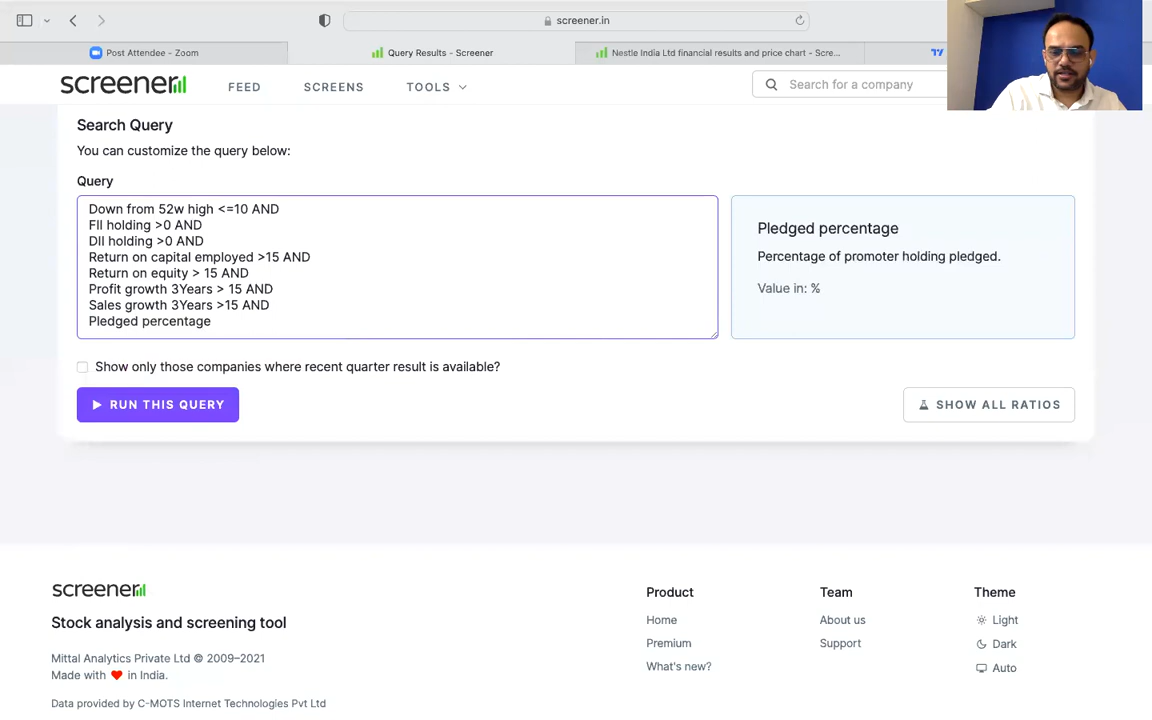 screener.in
Post Attendee - Zoom
Query Results - Screener
Nestle India Ltd financial results and price chart - Scre...
screener
FEED
SCREENS
TOOLS
Search for a company
Search Query
You can customize the query below:
Query
Down from 52w high <=10 AND
FII holding >0 AND
DII holding >0 AND
Return on capital employed >15 AND
Return on equity > 15 AND
Profit growth 3Years > 15 AND
Sales growth 3Years >15 AND
Pledged percentage
Pledged percentage
Percentage of promoter holding pledged.
Value in: %
Show only those companies where recent quarter result is available?
RUN THIS QUERY
SHOW ALL RATIOS
screener
Stock analysis and screening tool
Mittal Analytics Private Ltd © 2009–2021
Made with ❤ in India.
Data provided by C-MOTS Internet Technologies Pvt Ltd
Product
Home
Premium
What's new?
Team
About us
Support
Theme
Light
Dark
Auto